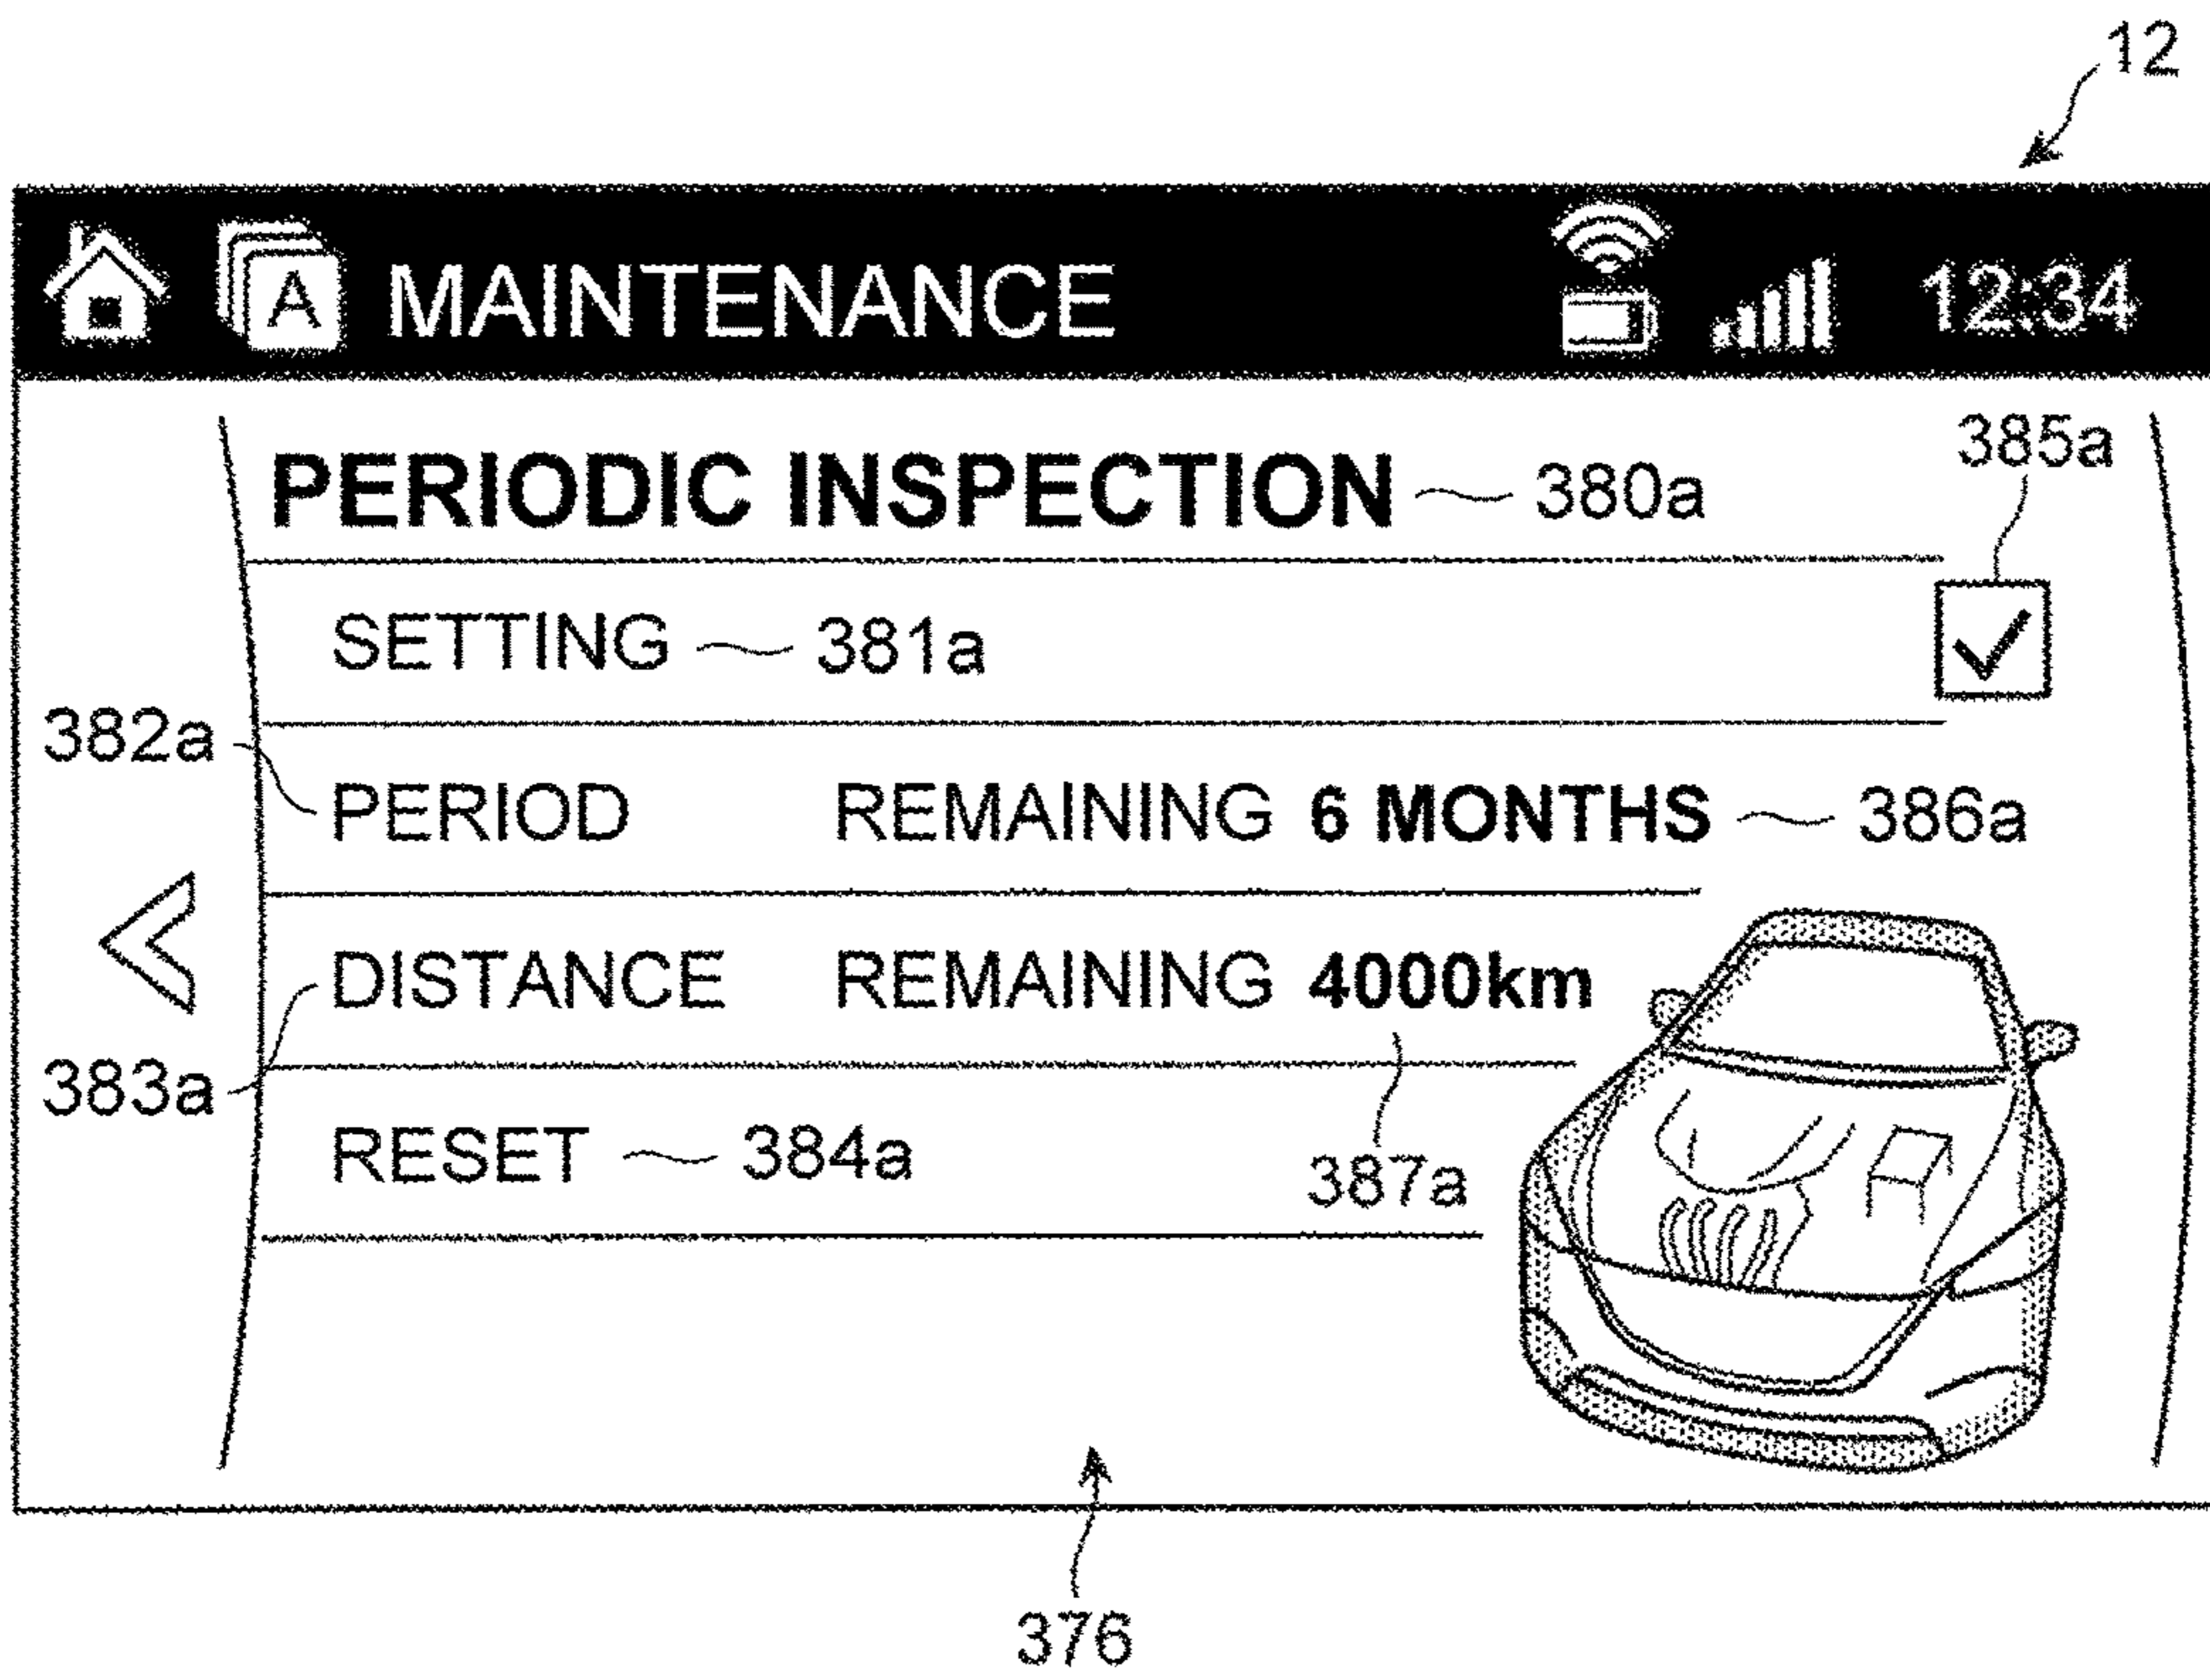 12
A MAINTENANCE 12:34
385a
PERIODIC INSPECTION 380a
SETTING 381a
382a
PERIOD REMAINING 6 MONTHS 386a
DISTANCE REMAINING 4000km
383a
RESET 384a
387a
376